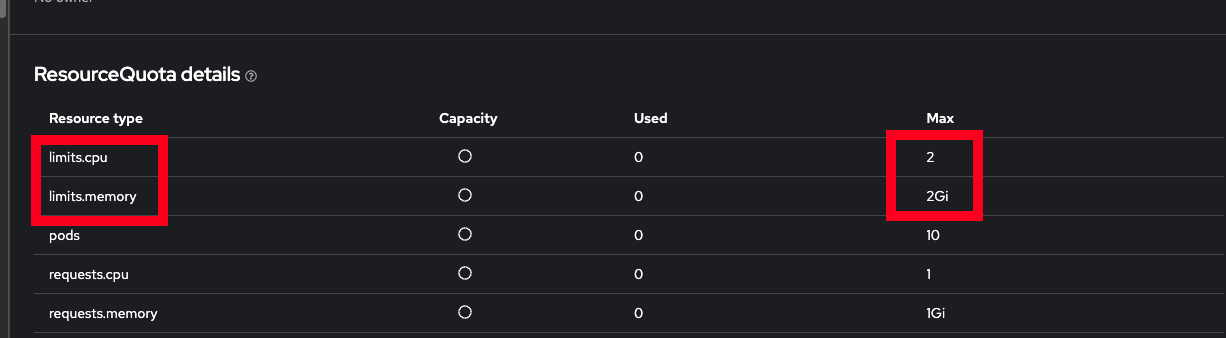 No owner
ResourceQuota details
Resource type Capacity Used Max
limits.cpu 0 2
limits.memory 0 2Gi
pods 0 10
requests.cpu 0 1
requests.memory 0 1Gi